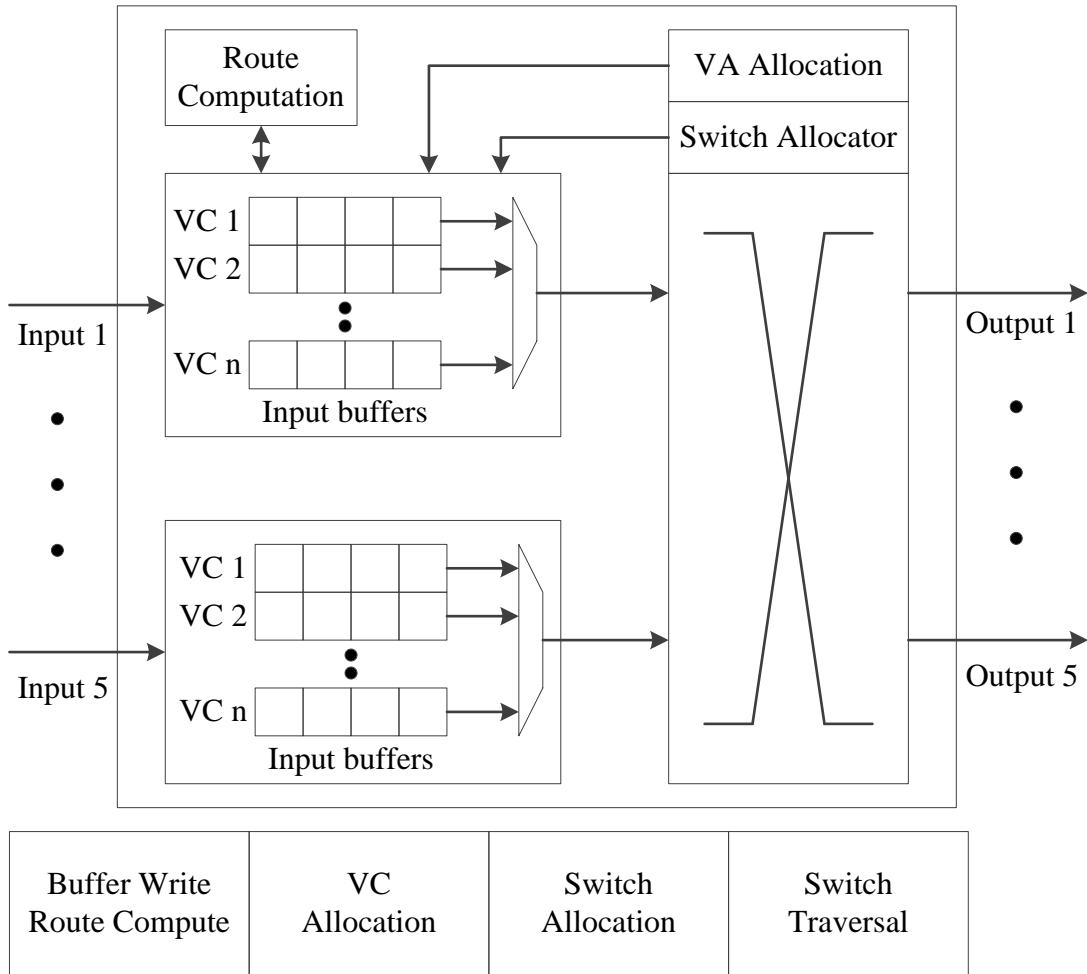 Route
Computation
VA Allocation
Switch Allocator
VC 1
VC 2
VC n
Input buffers
Input 1
Output 1
VC 1
VC 2
VC n
Input buffers
Input 5
Output 5
Buffer Write
Route Compute
VC
Allocation
Switch
Allocation
Switch
Traversal